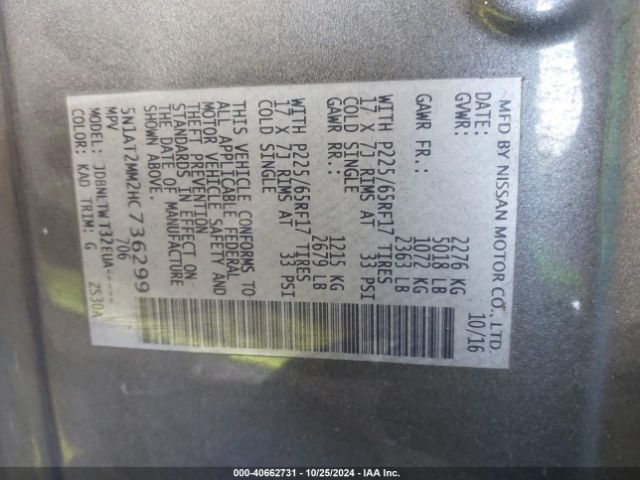 MFD BY NISSAN MOTOR CO., LTD.
DATE: 10/16
GVWR: 2276 KG
5018 LB
GAWR FR.: 1072 KG
2363 LB
WITH P225/65RF17 TIRES
17 X 7J RIMS AT 33 PSI
COLD SINGLE
GAWR RR.: 1215 KG
2679 LB
WITH P225/65RF17 TIRES
17 X 7J RIMS AT 33 PSI
COLD SINGLE
THIS VEHICLE CONFORMS TO
ALL APPLICABLE FEDERAL
MOTOR VEHICLE SAFETY AND
THEFT PREVENTION
STANDARDS IN EFFECT ON
THE DATE OF MANUFACTURE
SHOWN ABOVE.
5N1AT2MM2HC736299
MPV 706
MODEL: JDBNLTW T32EUA----
COLOR: KAD TRIM: G ZS30A
000-40662731 - 10/25/2024 - IAA Inc.